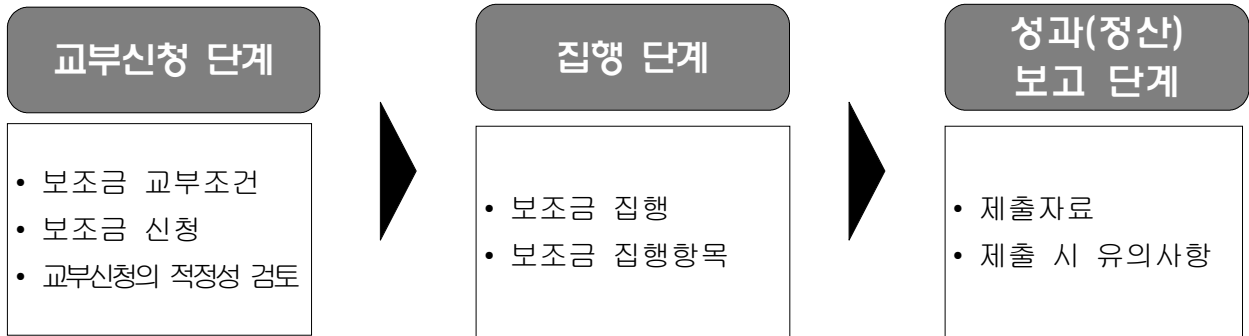 교부신청 단계
• 보조금 교부조건
• 보조금 신청
• 교부신청의 적정성 검토
집행 단계
• 보조금 집행
• 보조금 집행항목
성과(정산)
보고 단계
• 제출자료
• 제출 시 유의사항